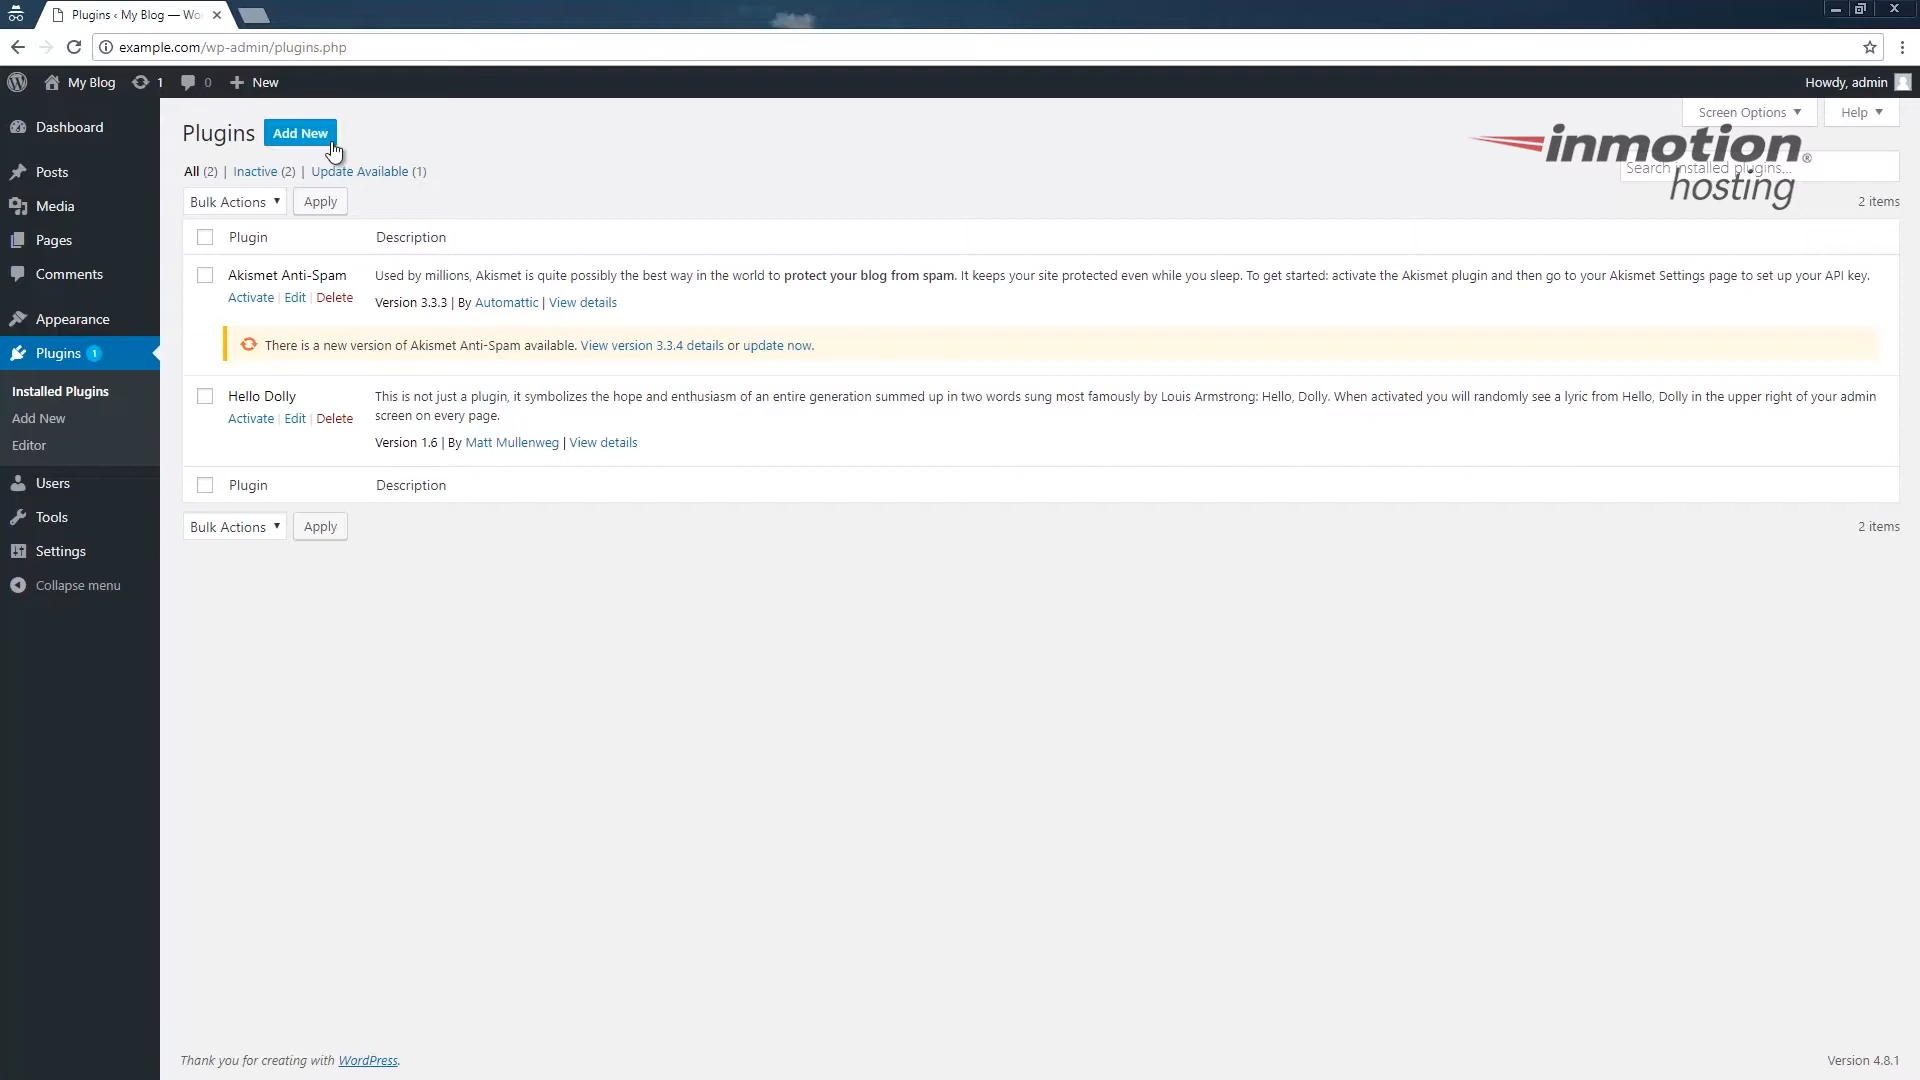 Plugins ‹ My Blog — Wo
example.com/wp-admin/plugins.php
My Blog 1 0 New
Howdy, admin
Screen Options
Help
Dashboard
Posts
Media
Pages
Comments
Appearance
Plugins 1
Installed Plugins
Add New
Editor
Users
Tools
Settings
Collapse menu
Plugins Add New
inmotion®
hosting
Search installed plugins...
All (2) | Inactive (2) | Update Available (1)
Bulk Actions Apply
2 items
Plugin Description
Akismet Anti-Spam
Activate | Edit | Delete
Used by millions, Akismet is quite possibly the best way in the world to protect your blog from spam. It keeps your site protected even while you sleep. To get started: activate the Akismet plugin and then go to your Akismet Settings page to set up your API key.
Version 3.3.3 | By Automattic | View details
There is a new version of Akismet Anti-Spam available. View version 3.3.4 details or update now.
Hello Dolly
Activate | Edit | Delete
This is not just a plugin, it symbolizes the hope and enthusiasm of an entire generation summed up in two words sung most famously by Louis Armstrong: Hello, Dolly. When activated you will randomly see a lyric from Hello, Dolly in the upper right of your admin
screen on every page.
Version 1.6 | By Matt Mullenweg | View details
Plugin Description
Bulk Actions Apply
2 items
Thank you for creating with WordPress.
Version 4.8.1